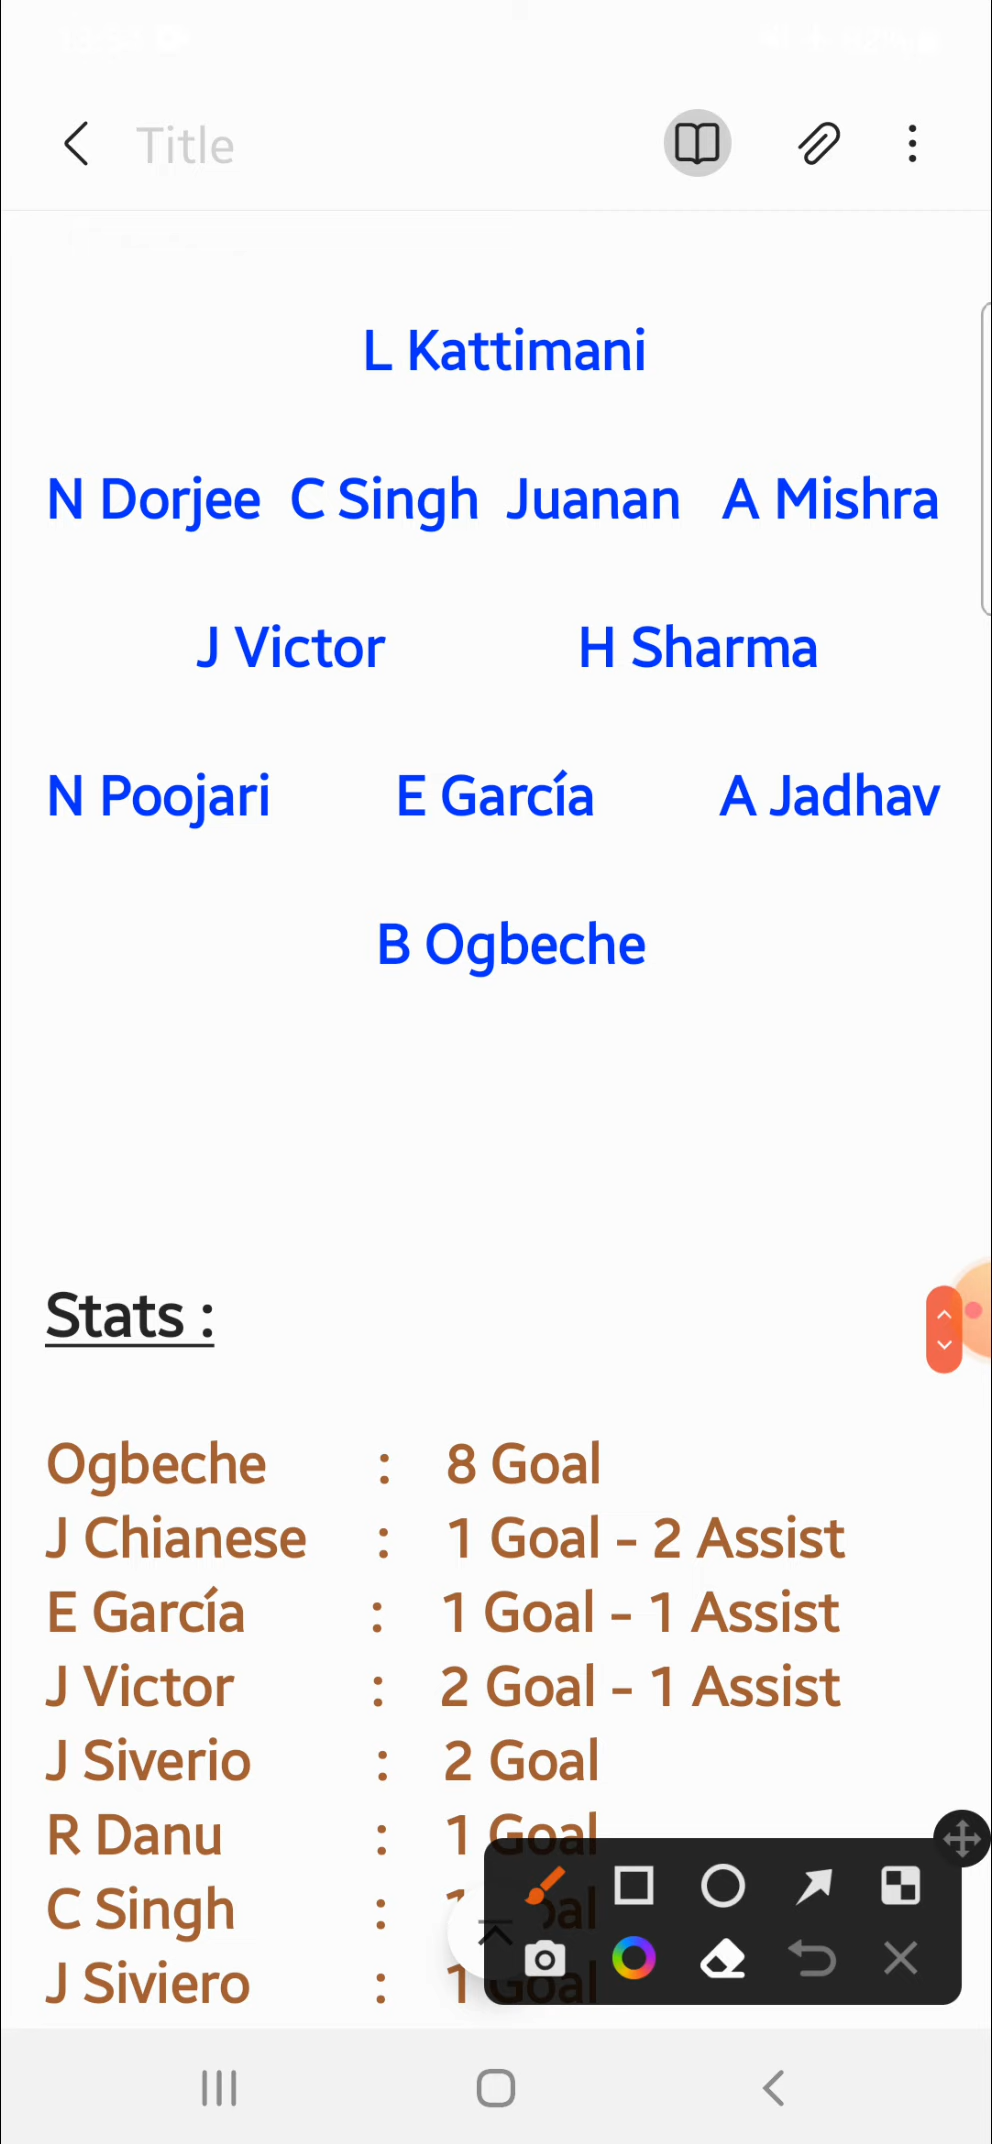 Title
L Kattimani
N Dorjee C Singh Juanan A Mishra
J Victor H Sharma
N Poojari E García A Jadhav
B Ogbeche
Stats :
Ogbeche : 8 Goal
J Chianese : 1 Goal - 2 Assist
E García : 1 Goal - 1 Assist
J Victor : 2 Goal - 1 Assist
J Siverio : 2 Goal
R Danu : 1 Goal
C Singh :
J Siviero : 1 Goal